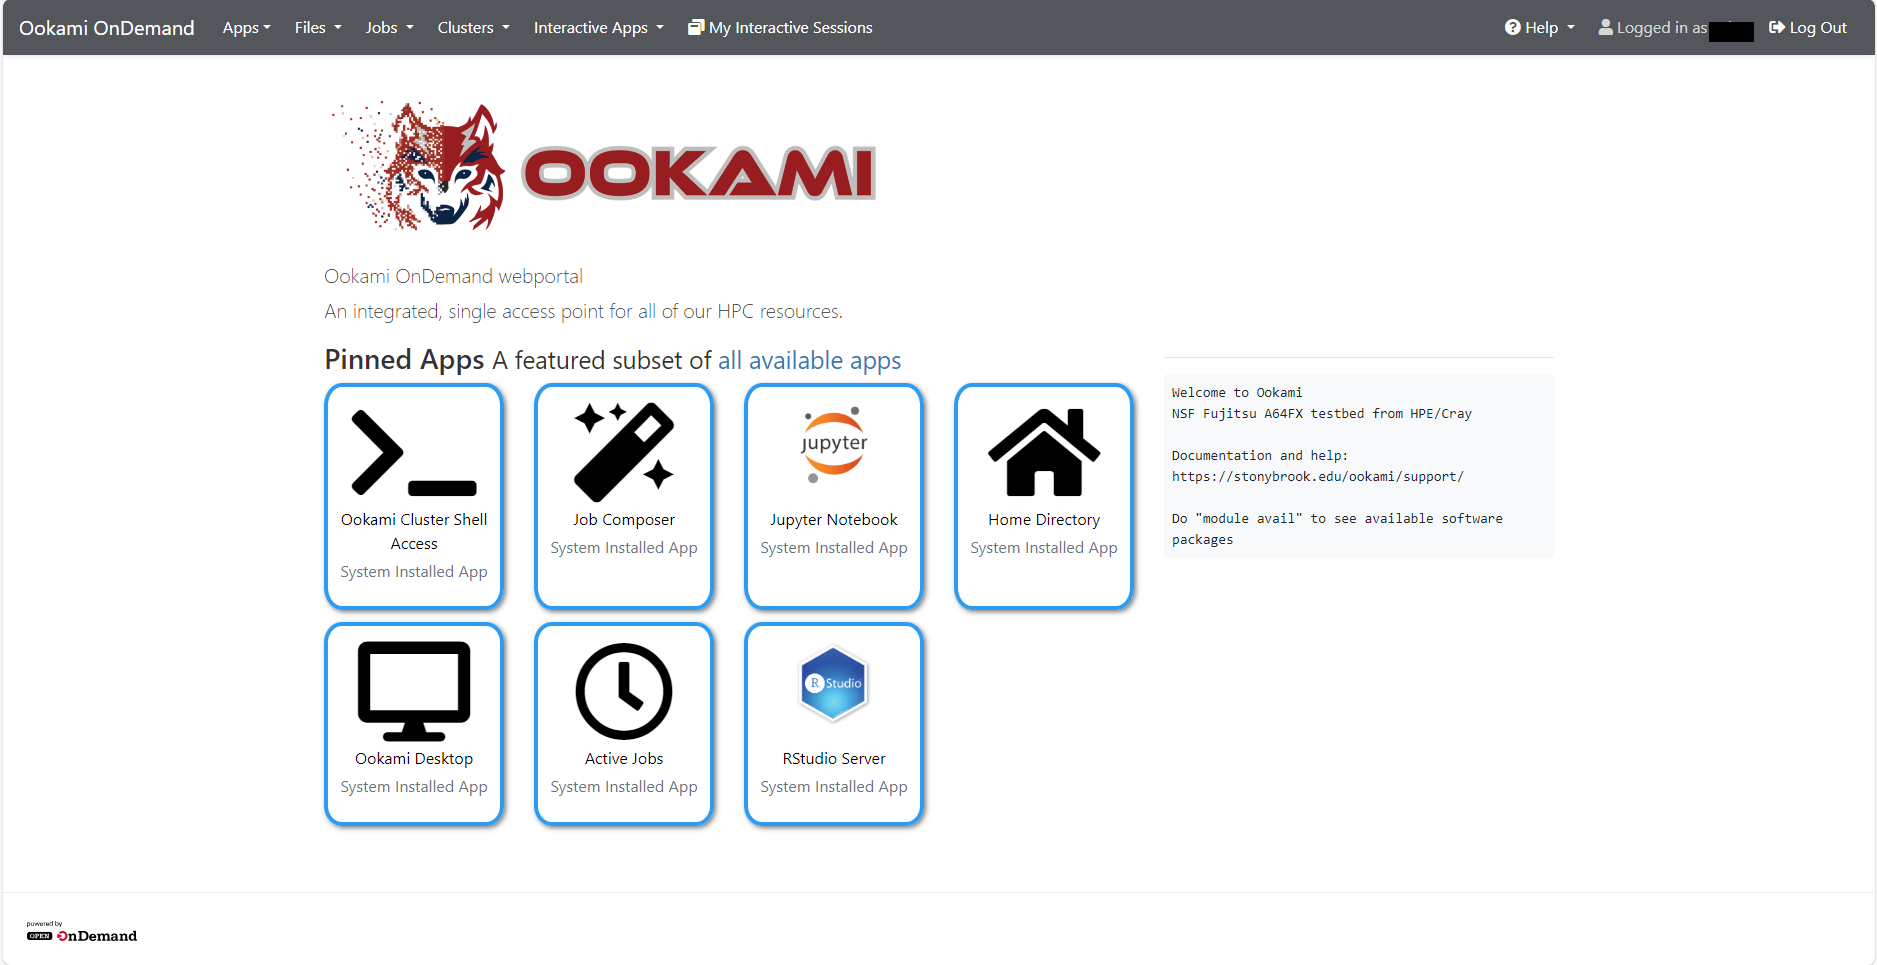 Ookami OnDemand Apps Files Jobs Clusters Interactive Apps My Interactive Sessions Help Logged in as Log Out
OOKAMI
Ookami OnDemand webportal
An integrated, single access point for all of our HPC resources.
Pinned Apps A featured subset of all available apps
Ookami Cluster Shell
Access
System Installed App
Job Composer
System Installed App
Jupyter
Jupyter Notebook
System Installed App
Home Directory
System Installed App
Ookami Desktop
System Installed App
Active Jobs
System Installed App
R Studio
RStudio Server
System Installed App
Welcome to Ookami
NSF Fujitsu A64FX testbed from HPE/Cray
Documentation and help:
https://stonybrook.edu/ookami/support/
Do "module avail" to see available software
packages
powered by
OPEN OnDemand